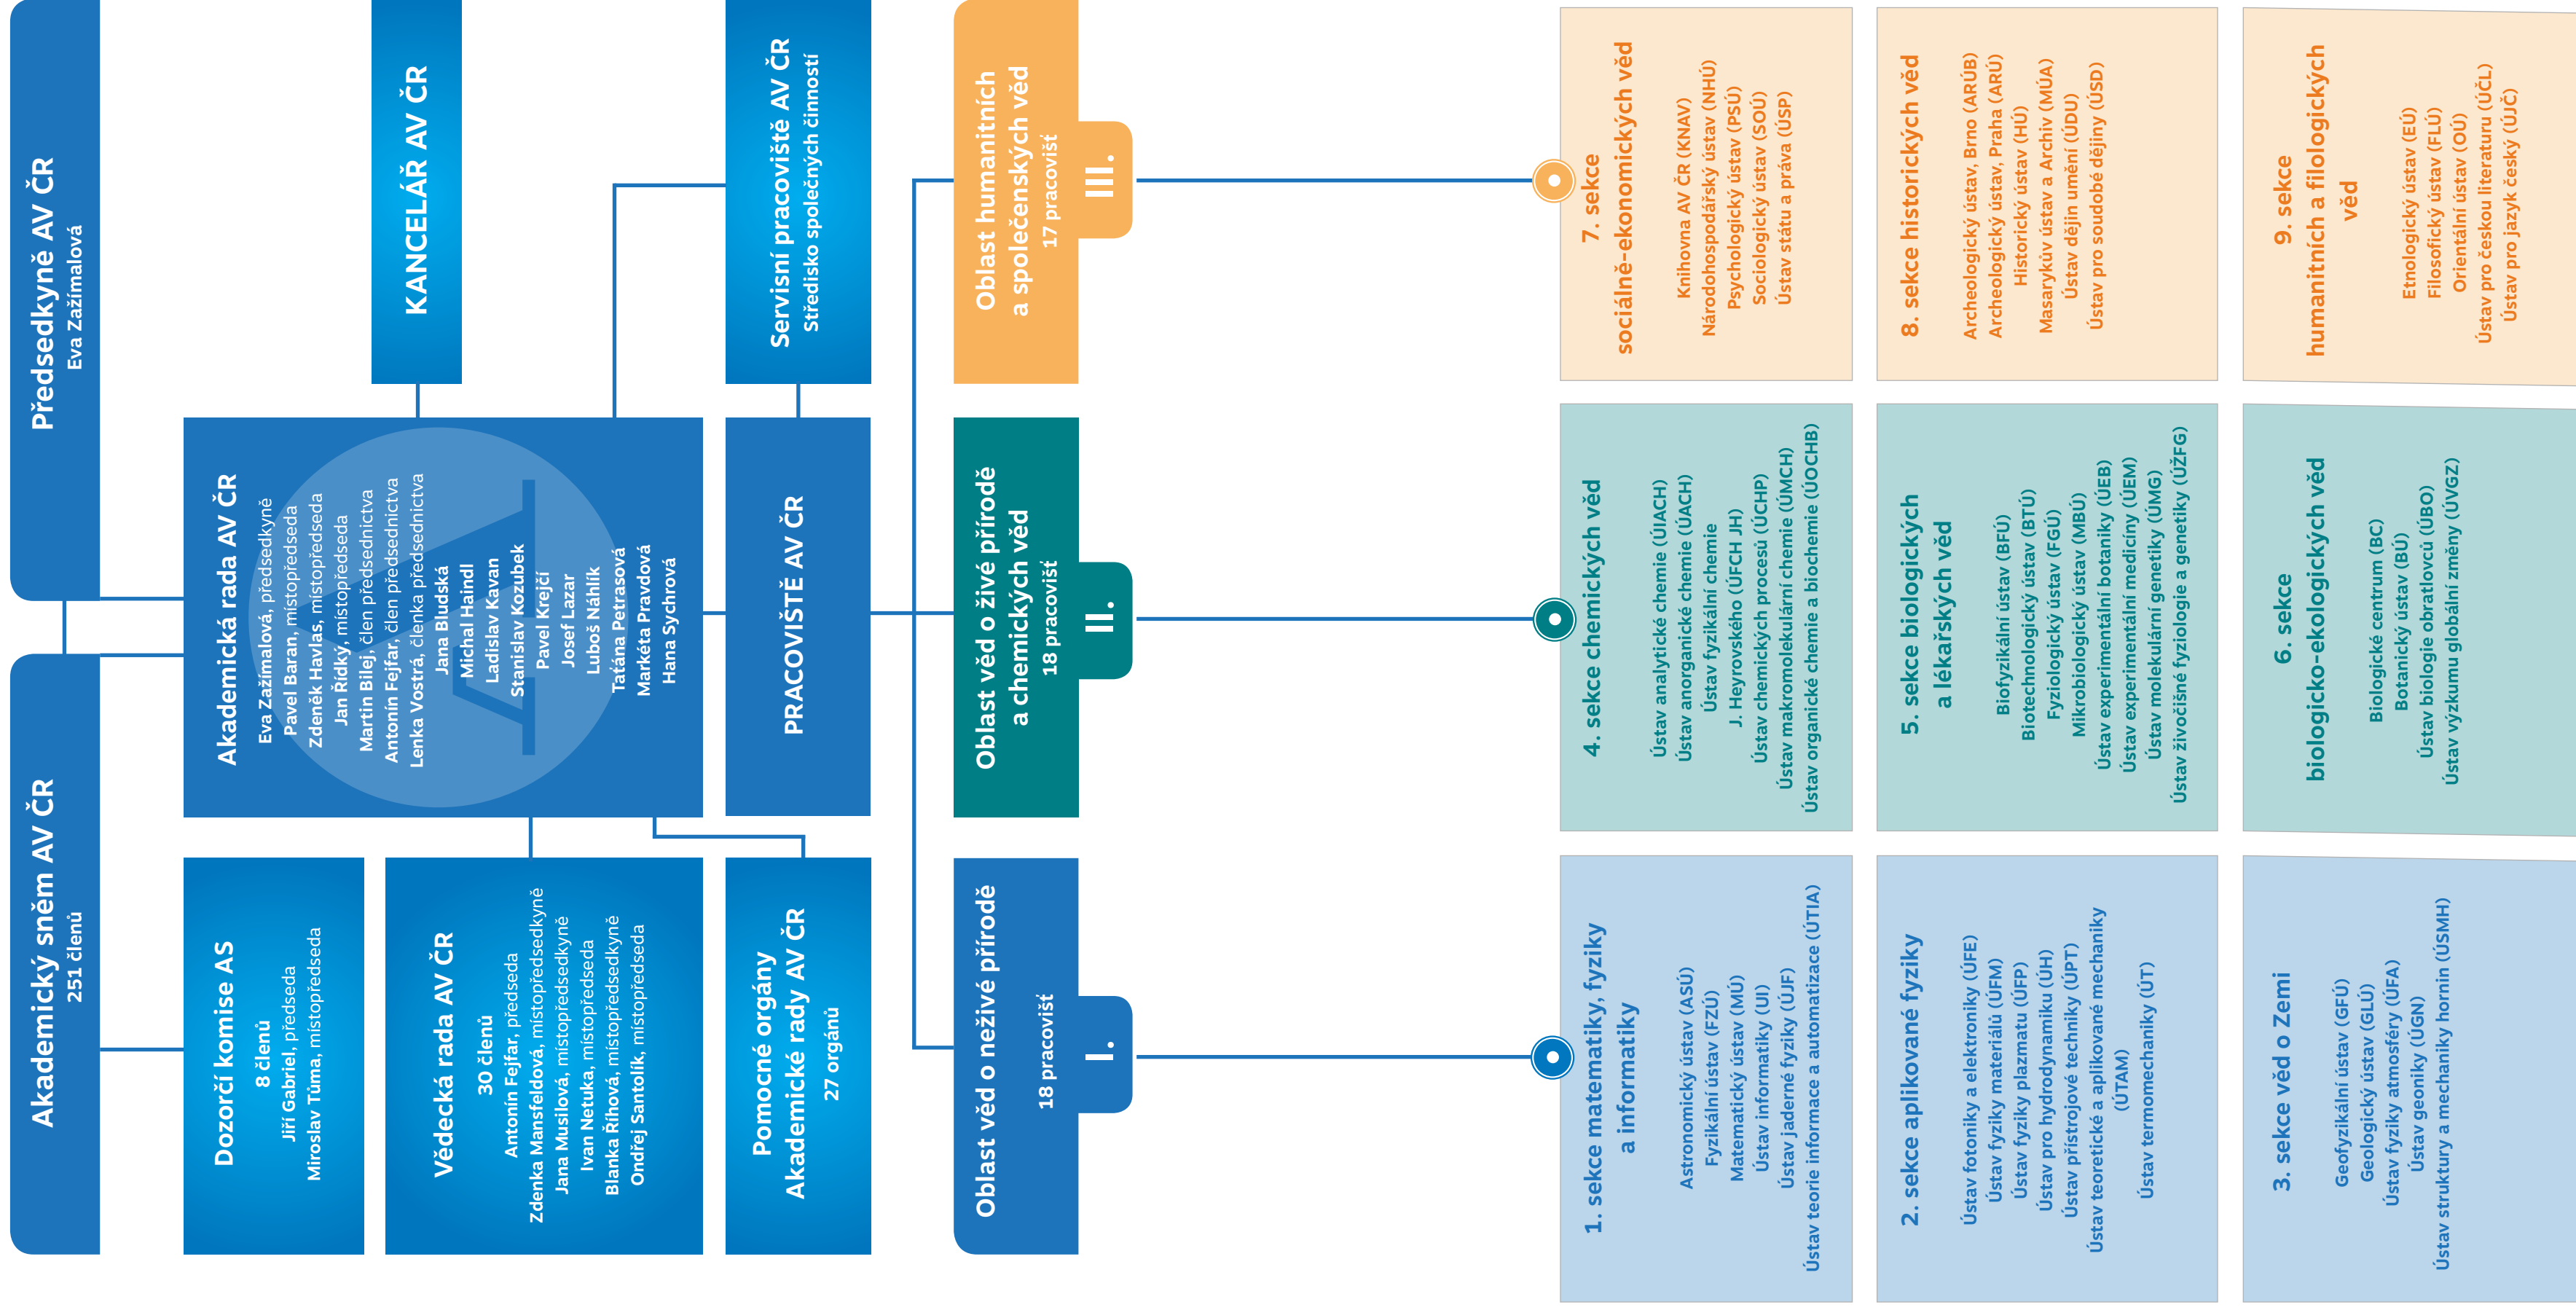 Akademický sněm AV ČR
251 členů
Předsedkyně AV ČR
Eva Zažímalová
Dozorčí komise AS
8 členů
Jiří Gabriel, předseda
Miroslav Tůma, místopředseda
Vědecká rada AV ČR
30 členů
Antonín Fejfar, předseda
Zdenka Mansfeldová, místopředsedkyně
Jana Musilová, místopředsedkyně
Ivan Netuka, místopředseda
Blanka Říhová, místopředsedkyně
Ondřej Santolík, místopředseda
Pomocné orgány
Akademické rady AV ČR
27 orgánů
Akademická rada AV ČR
Eva Zažímalová, předsedkyně
Pavel Baran, místopředseda
Zdeněk Havlas, místopředseda
Jan Řídký, místopředseda
Martin Bilej, člen předsednictva
Antonín Fejfar, člen předsednictva
Lenka Vostrá, členka předsednictva
Jana Bludská
Michal Haindl
Ladislav Kavan
Stanislav Kozubek
Pavel Krejčí
Josef Lazar
Luboš Náhlík
Taťána Petrasová
Markéta Pravdová
Hana Sychrová
KANCELÁŘ AV ČR
PRACOVIŠTĚ AV ČR
Servisní pracoviště AV ČR
Středisko společných činností
Oblast věd o neživé přírodě
18 pracovišť
I.
Oblast věd o živé přírodě
a chemických věd
18 pracovišť
II.
Oblast humanitních
a společenských věd
17 pracovišť
III.
1. sekce matematiky, fyziky
a informatiky
Astronomický ústav (ASÚ)
Fyzikální ústav (FZÚ)
Matematický ústav (MÚ)
Ústav informatiky (UI)
Ústav jaderné fyziky (ÚJF)
Ústav teorie informace a automatizace (ÚTIA)
4. sekce chemických věd
Ústav analytické chemie (ÚIACH)
Ústav anorganické chemie (ÚACH)
Ústav fyzikální chemie
J. Heyrovského (ÚFCH JH)
Ústav chemických procesů (ÚCHP)
Ústav makromolekulární chemie (ÚMCH)
Ústav organické chemie a biochemie (ÚOCHB)
7. sekce
sociálně-ekonomických věd
Knihovna AV ČR (KNAV)
Národohospodářský ústav (NHÚ)
Psychologický ústav (PSÚ)
Sociologický ústav (SOÚ)
Ústav státu a práva (ÚSP)
2. sekce aplikované fyziky
Ústav fotoniky a elektroniky (ÚFE)
Ústav fyziky materiálů (ÚFM)
Ústav fyziky plazmatu (ÚFP)
Ústav pro hydrodynamiku (ÚH)
Ústav přístrojové techniky (ÚPT)
Ústav teoretické a aplikované mechaniky
(ÚTAM)
Ústav termomechaniky (ÚT)
5. sekce biologických
a lékařských věd
Biofyzikální ústav (BFÚ)
Biotechnologický ústav (BTÚ)
Fyziologický ústav (FGÚ)
Mikrobiologický ústav (MBÚ)
Ústav experimentální botaniky (ÚEB)
Ústav experimentální medicíny (ÚEM)
Ústav molekulární genetiky (ÚMG)
Ústav živočišné fyziologie a genetiky (ÚŽFG)
8. sekce historických věd
Archeologický ústav, Brno (ARÚB)
Archeologický ústav, Praha (ARÚ)
Historický ústav (HÚ)
Masarykův ústav a Archiv (MÚA)
Ústav dějin umění (ÚDU)
Ústav pro soudobé dějiny (ÚSD)
3. sekce věd o Zemi
Geofyzikální ústav (GFÚ)
Geologický ústav (GLÚ)
Ústav fyziky atmosféry (ÚFA)
Ústav geoniky (ÚGN)
Ústav struktury a mechaniky hornin (ÚSMH)
6. sekce
biologicko-ekologických věd
Biologické centrum (BC)
Botanický ústav (BÚ)
Ústav biologie obratlovců (ÚBO)
Ústav výzkumu globální změny (ÚVGZ)
9. sekce
humanitních a filologických
věd
Etnologický ústav (EÚ)
Filosofický ústav (FLÚ)
Orientální ústav (OÚ)
Ústav pro českou literaturu (ÚČL)
Ústav pro jazyk český (ÚJČ)